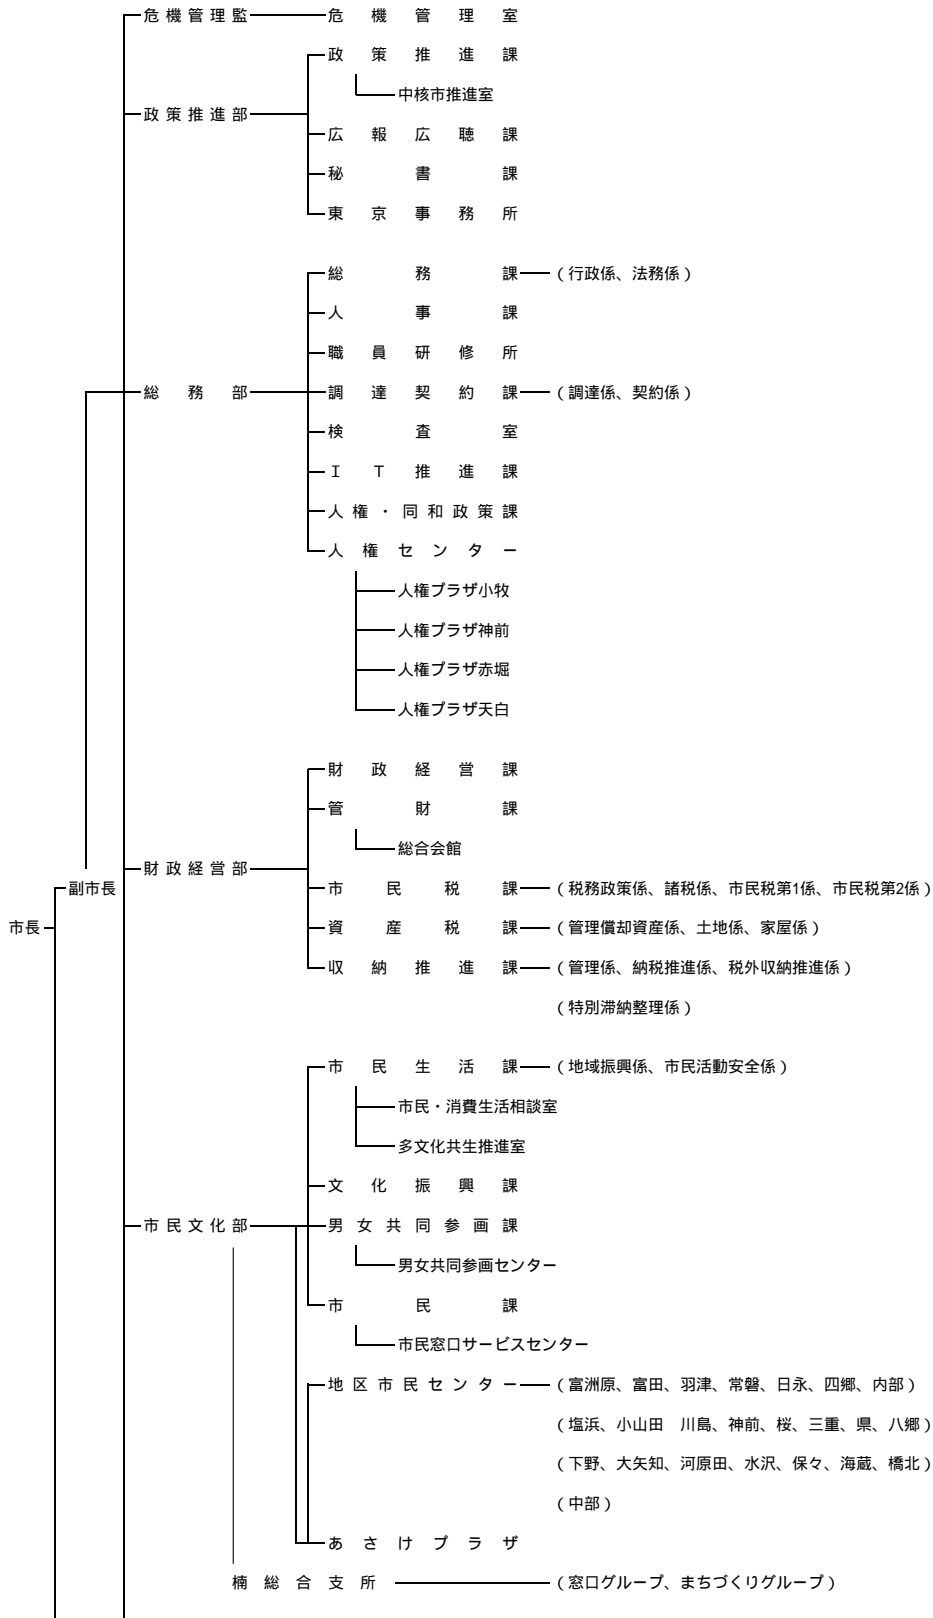 危機管理監 危機管理室
政策推進課
中核市推進室
政策推進部
広報広聴課
秘書課
東京事務所
総務課 (行政係、法務係)
人事課
職員研修所
総務部 調達契約課 (調達係、契約係)
検査室
IT推進課
人権・同和政策課
人権センター
人権プラザ小牧
人権プラザ神前
人権プラザ赤堀
人権プラザ天白
財政経営課
管財課
総合会館
財政経営部
副市長 市民税課 (税務政策係、諸税係、市民税第1係、市民税第2係)
市長 資産税課 (管理償却資産係、土地係、家屋係)
収納推進課 (管理係、納税推進係、税外収納推進係)
(特別滞納整理係)
市民生活課 (地域振興係、市民活動安全係)
市民・消費生活相談室
多文化共生推進室
文化振興課
市民文化部 男女共同参画課
男女共同参画センター
市民課
市民窓口サービスセンター
地区市民センター (富洲原、富田、羽津、常磐、日永、四郷、内部)
(塩浜、小山田 川島、神前、桜、三重、県、八郷)
(下野、大矢知、河原田、水沢、保々、海蔵、橋北)
(中部)
あさけプラザ
楠総合支所 (窓口グループ、まちづくりグループ)